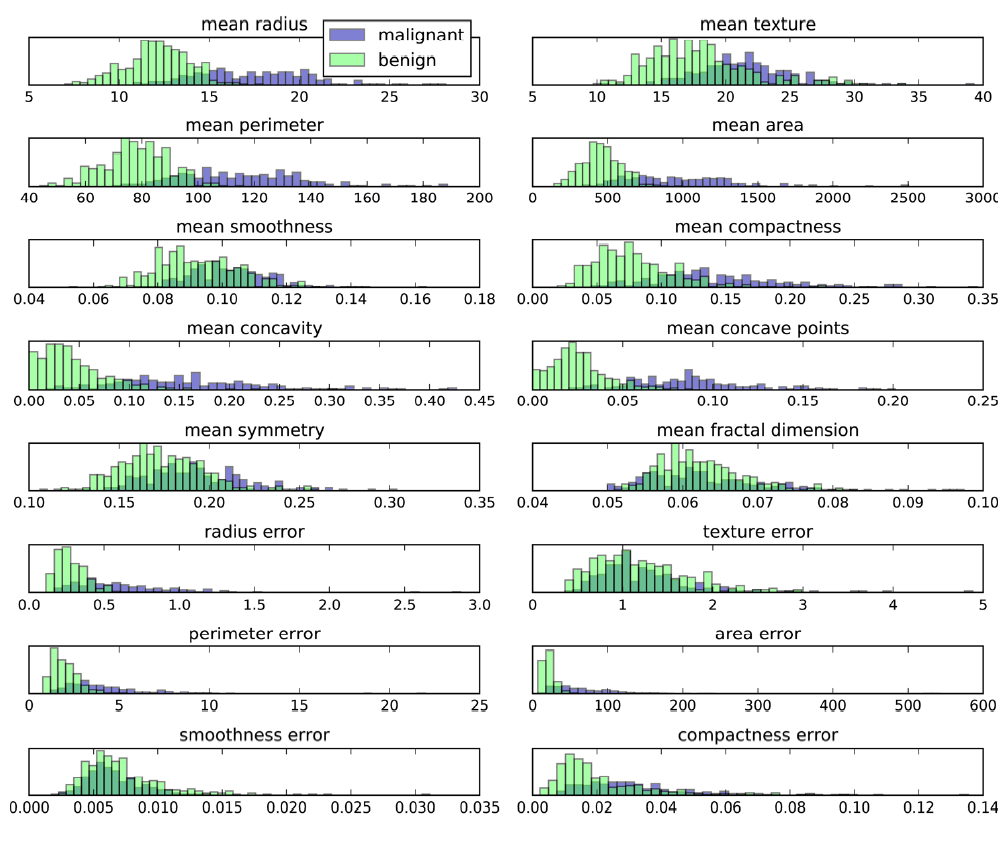 mean radius
mean texture
malignant
benign
5 10 15 20 25 30
5 10 15 20 25 30 35 40
mean perimeter
mean area
40 60 80 100 120 140 160 180 200
0 500 1000 1500 2000 2500 3000
mean smoothness
mean compactness
0.04 0.06 0.08 0.10 0.12 0.14 0.16 0.18
0.00 0.05 0.10 0.15 0.20 0.25 0.30 0.35
mean concavity
mean concave points
0.00 0.05 0.10 0.15 0.20 0.25 0.30 0.35 0.40 0.45
0.00 0.05 0.10 0.15 0.20 0.25
mean symmetry
mean fractal dimension
0.10 0.15 0.20 0.25 0.30 0.35
0.04 0.05 0.06 0.07 0.08 0.09 0.10
radius error
texture error
0.0 0.5 1.0 1.5 2.0 2.5 3.0
0 1 2 3 4 5
perimeter error
area error
0 5 10 15 20 25
0 100 200 300 400 500 600
smoothness error
compactness error
0.000 0.005 0.010 0.015 0.020 0.025 0.030 0.035
0.00 0.02 0.04 0.06 0.08 0.10 0.12 0.14